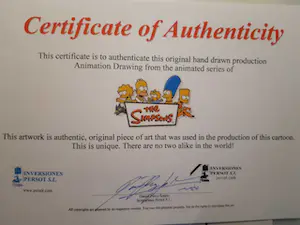 Certificate of Authenticity
This certificate is to authenticate this original hand drawn production
Animation Drawing from the animated series of
THE
SIMPSONS
This artwork is authentic, original piece of art that was used in the production of this cartoon.
This is unique. There are no two alike in the world!
INVERSIONES
PERSOT S.L.
INVERSIONES
PERSOT S.L.